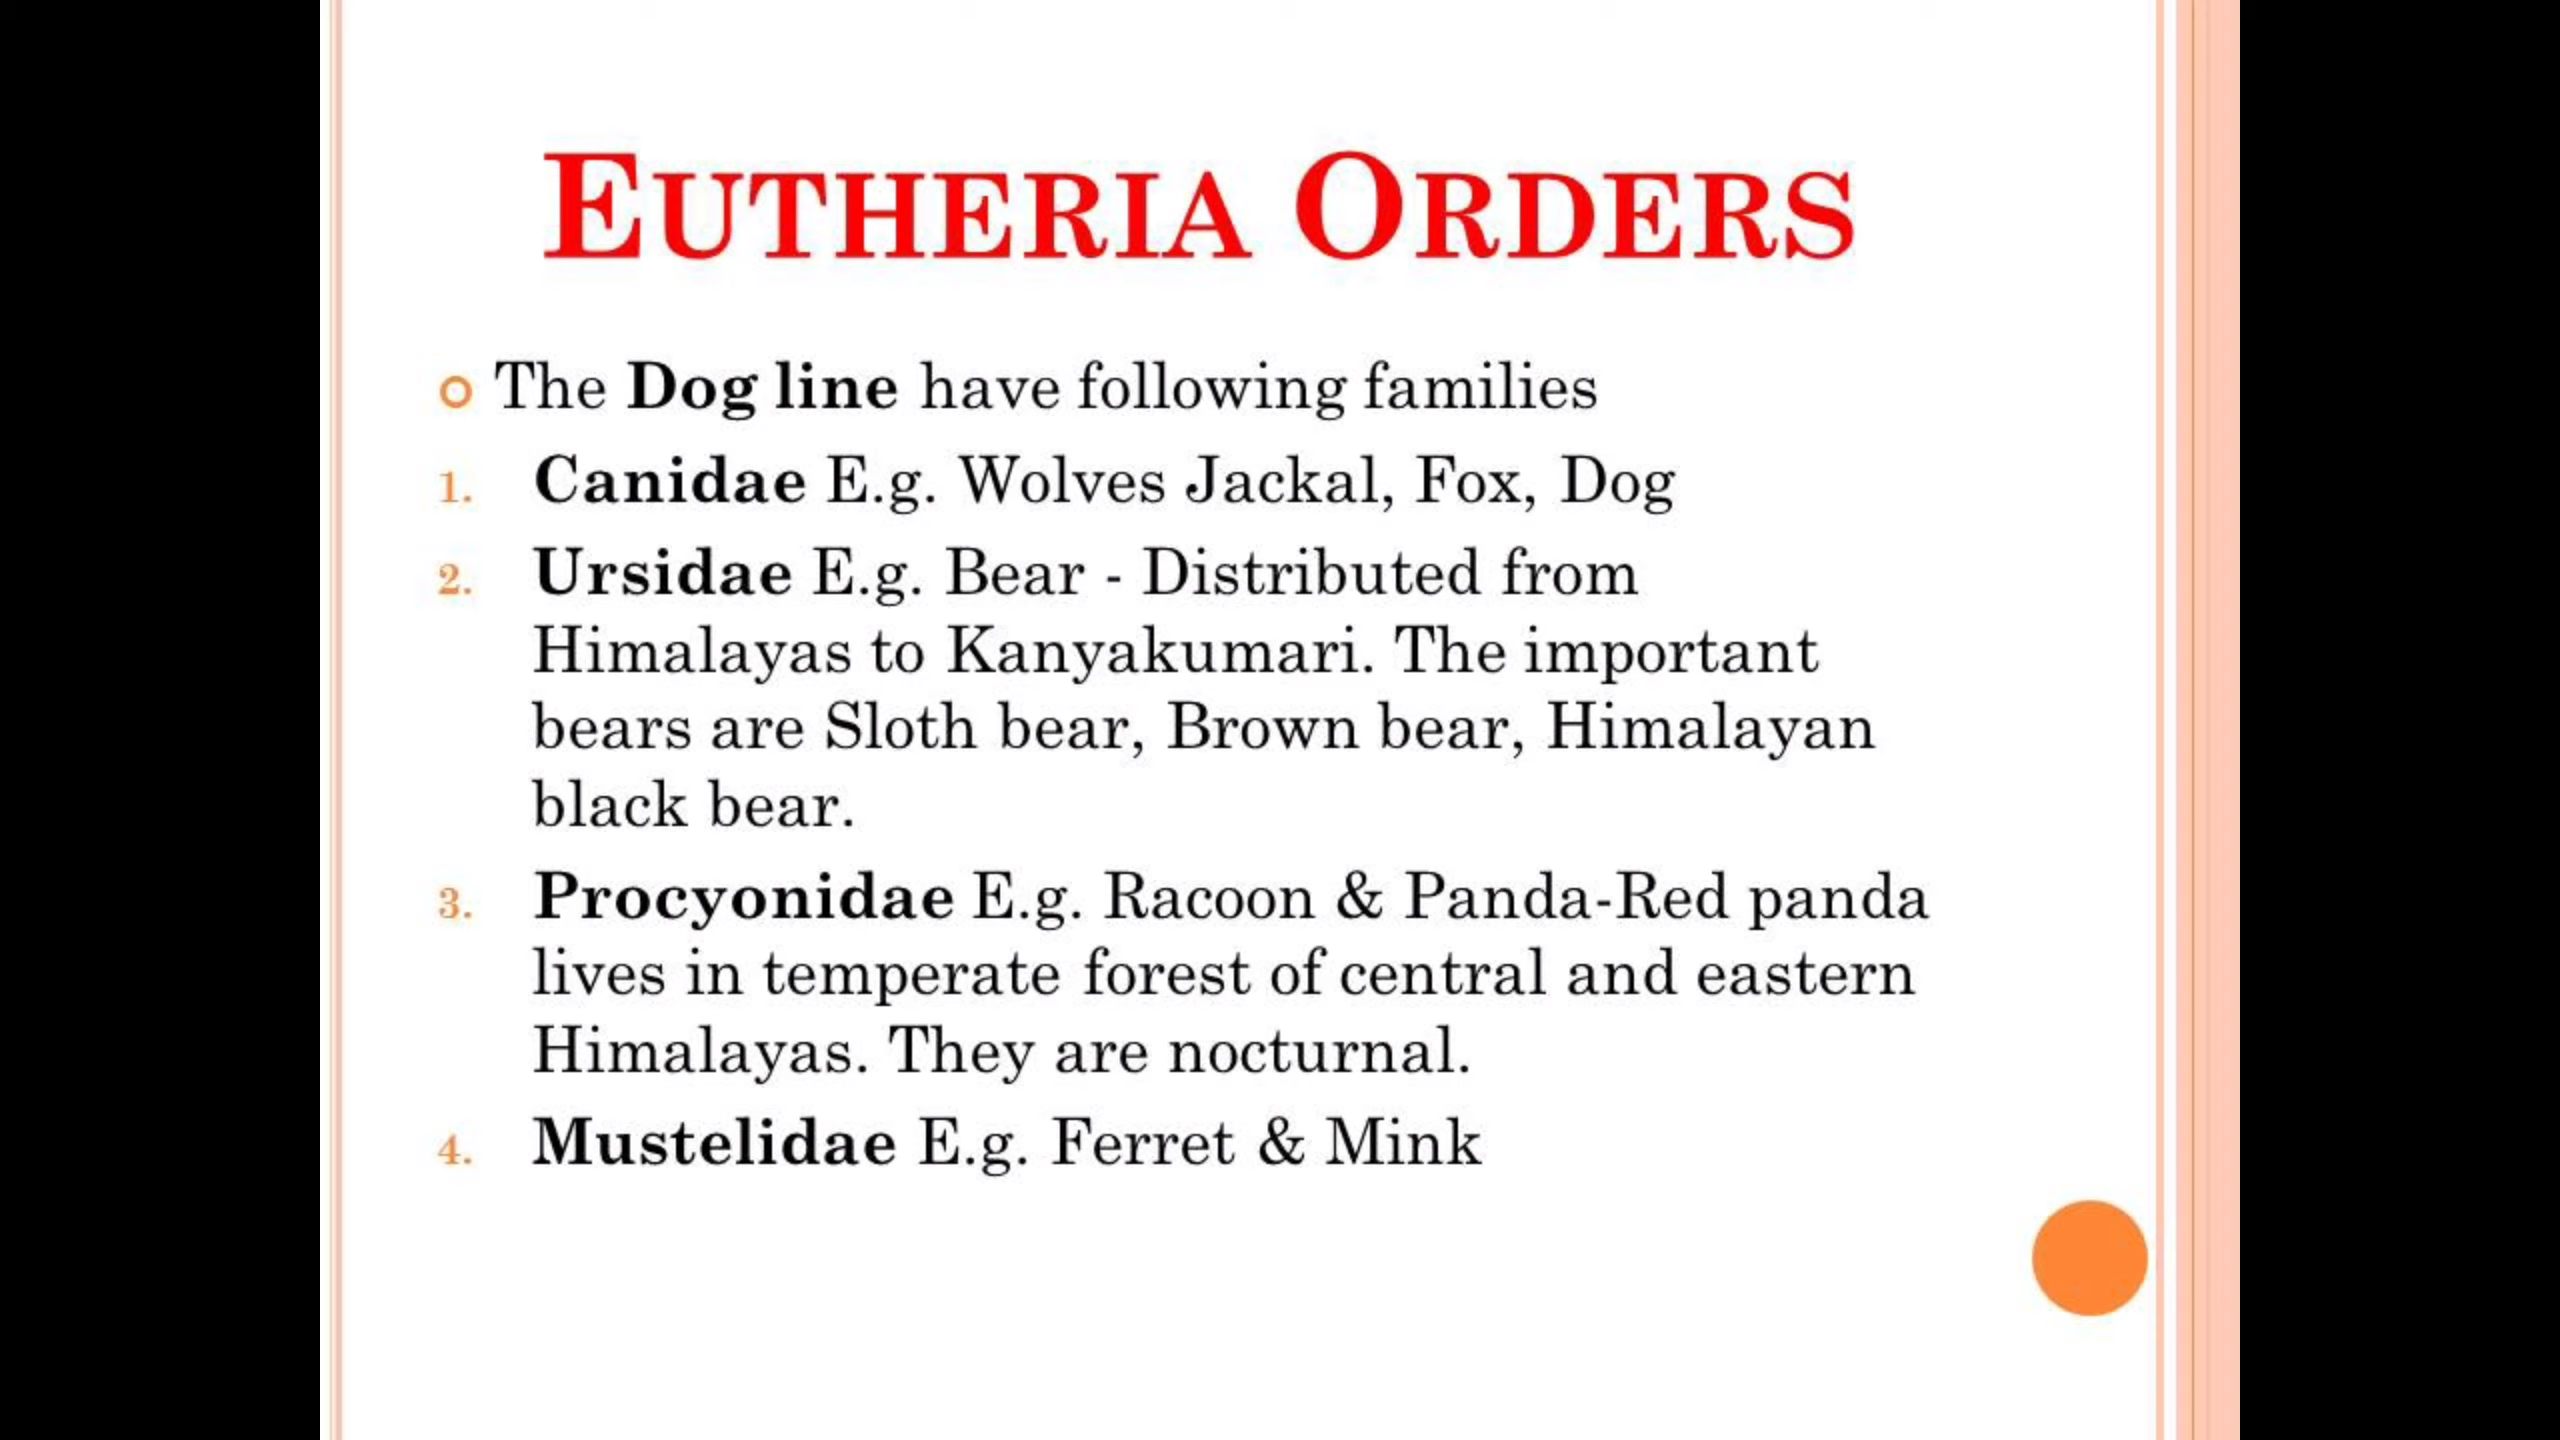 EUTHERIA ORDERS
The Dog line have following families
1. Canidae E.g. Wolves Jackal, Fox, Dog
2. Ursidae E.g. Bear - Distributed from
Himalayas to Kanyakumari. The important
bears are Sloth bear, Brown bear, Himalayan
black bear.
3. Procyonidae E.g. Racoon & Panda-Red panda
lives in temperate forest of central and eastern
Himalayas. They are nocturnal.
4. Mustelidae E.g. Ferret & Mink